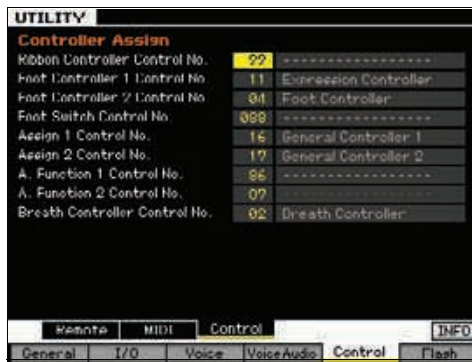 UTILITY
Controller Assign
Ribbon Controller Control No. 22 ------------------
Foot Controller 1 Control No. 11 Expression Controller
Foot Controller 2 Control No. 04 Foot Controller
Foot Switch Control No. 088 ------------------
Assign 1 Control No. 16 General Controller 1
Assign 2 Control No. 17 General Controller 2
A. Function 1 Control No. 86 ------------------
A. Function 2 Control No. 07
Breath Controller Control No. 02 Breath Controller
Remote MIDI Control INFO
General I/O Voice Voice Audio Control Flash